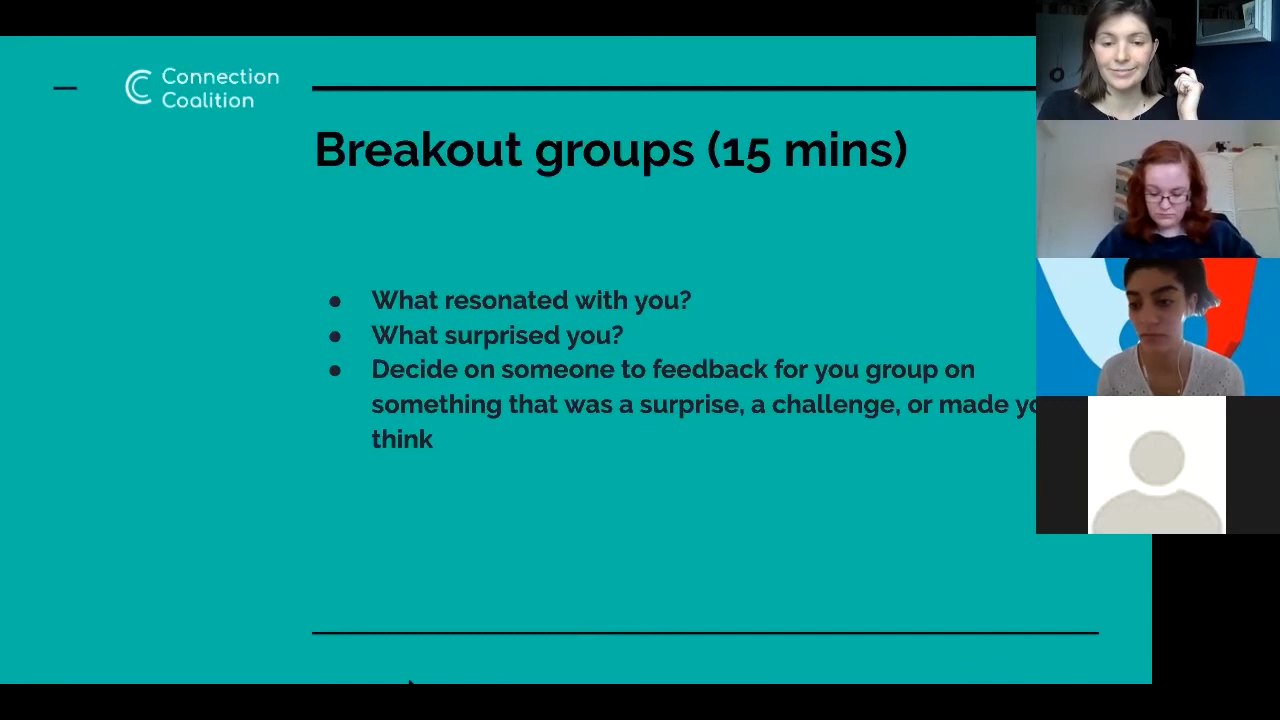 Connection
Coalition
Breakout groups (15 mins)
● What resonated with you?
● What surprised you?
● Decide on someone to feedback for you group on
something that was a surprise, a challenge, or made
think